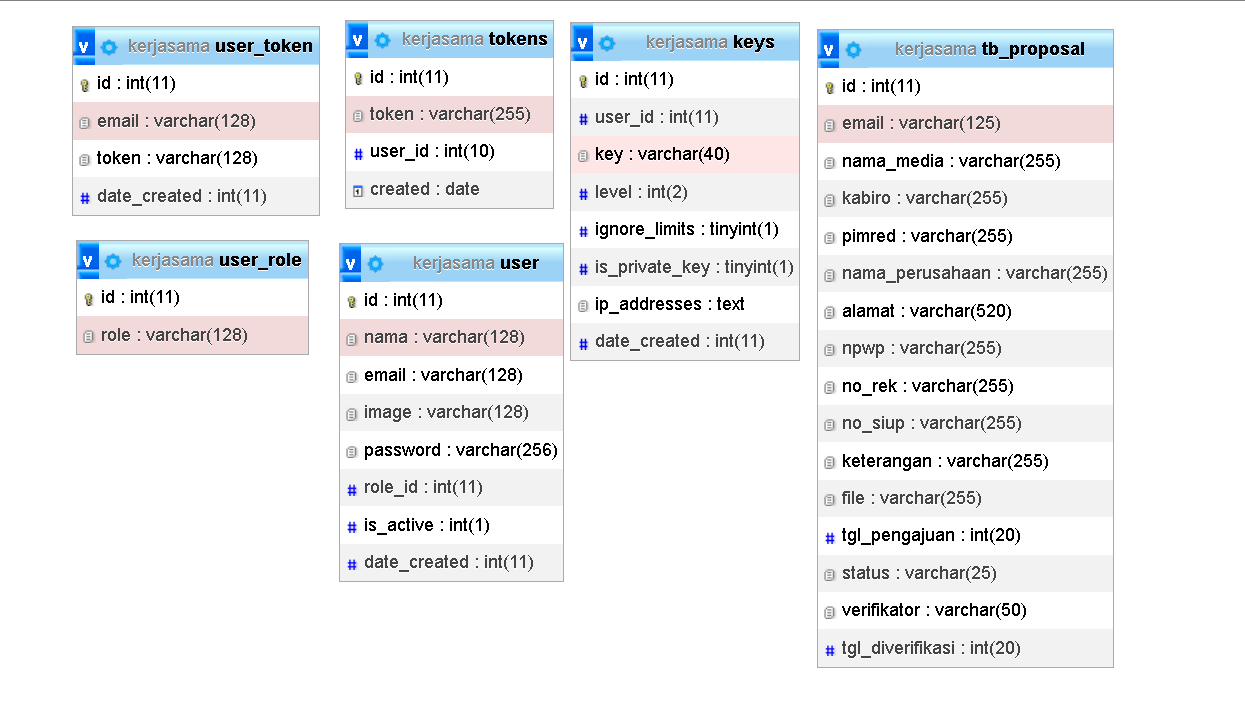 v kerjasama user_token
id : int(11)
email : varchar(128)
token : varchar(128)
# date_created : int(11)
v kerjasama tokens
id : int(11)
token : varchar(255)
# user_id : int(10)
created : date
v kerjasama keys
id : int(11)
# user_id : int(11)
key : varchar(40)
# level : int(2)
# ignore_limits : tinyint(1)
# is_private_key : tinyint(1)
ip_addresses : text
# date_created : int(11)
v kerjasama tb_proposal
id : int(11)
email : varchar(125)
nama_media : varchar(255)
kabiro : varchar(255)
pimred : varchar(255)
nama_perusahaan : varchar(255)
alamat : varchar(520)
npwp : varchar(255)
no_rek : varchar(255)
no_siup : varchar(255)
keterangan : varchar(255)
file : varchar(255)
# tgl_pengajuan : int(20)
status : varchar(25)
verifikator : varchar(50)
# tgl_diverifikasi : int(20)
v kerjasama user_role
id : int(11)
role : varchar(128)
v kerjasama user
id : int(11)
nama : varchar(128)
email : varchar(128)
image : varchar(128)
password : varchar(256)
# role_id : int(11)
# is_active : int(1)
# date_created : int(11)